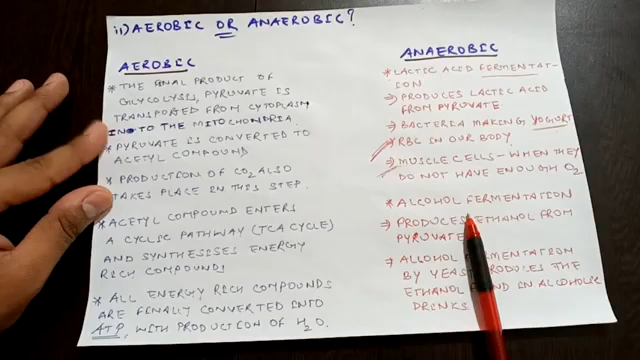 ii) AEROBIC OR ANAEROBIC?
AEROBIC
* THE FINAL PRODUCT OF
GLYCOLYSIS, PYRUVATE IS
TRANSPORTED FROM CYTOPLASM
INTO THE MITOCHONDRIA.
* PYRUVATE IS CONVERTED TO
ACETYL COMPOUND
* PRODUCTION OF CO2 ALSO
TAKES PLACE IN THIS STEP.
* ACETYL COMPOUND ENTERS
A CYCLIC PATHWAY (TCA CYCLE)
AND SYNTHESISES ENERGY
RICH COMPOUND!
* ALL ENERGY RICH COMPOUNDS
ARE FINALLY CONVERTED INTO
ATP, WITH PRODUCTION OF H2O.
ANAEROBIC
* LACTIC ACID FERMENTAT-
ION
→ PRODUCES LACTIC ACID
FROM PYRUVATE
→ BACTERIA MAKING YOGURT
→ RBC IN OUR BODY
→ MUSCLE CELLS - WHEN THEY
DO NOT HAVE ENOUGH O2
* ALCOHOL FERMENTATION
→ PRODUCES ETHANOL FROM
PYRUVATE
→ ALCOHOL FERMENTATION
BY YEAST PRODUCES THE
ETHANOL FOUND IN ALCOHOLIC
DRINKS